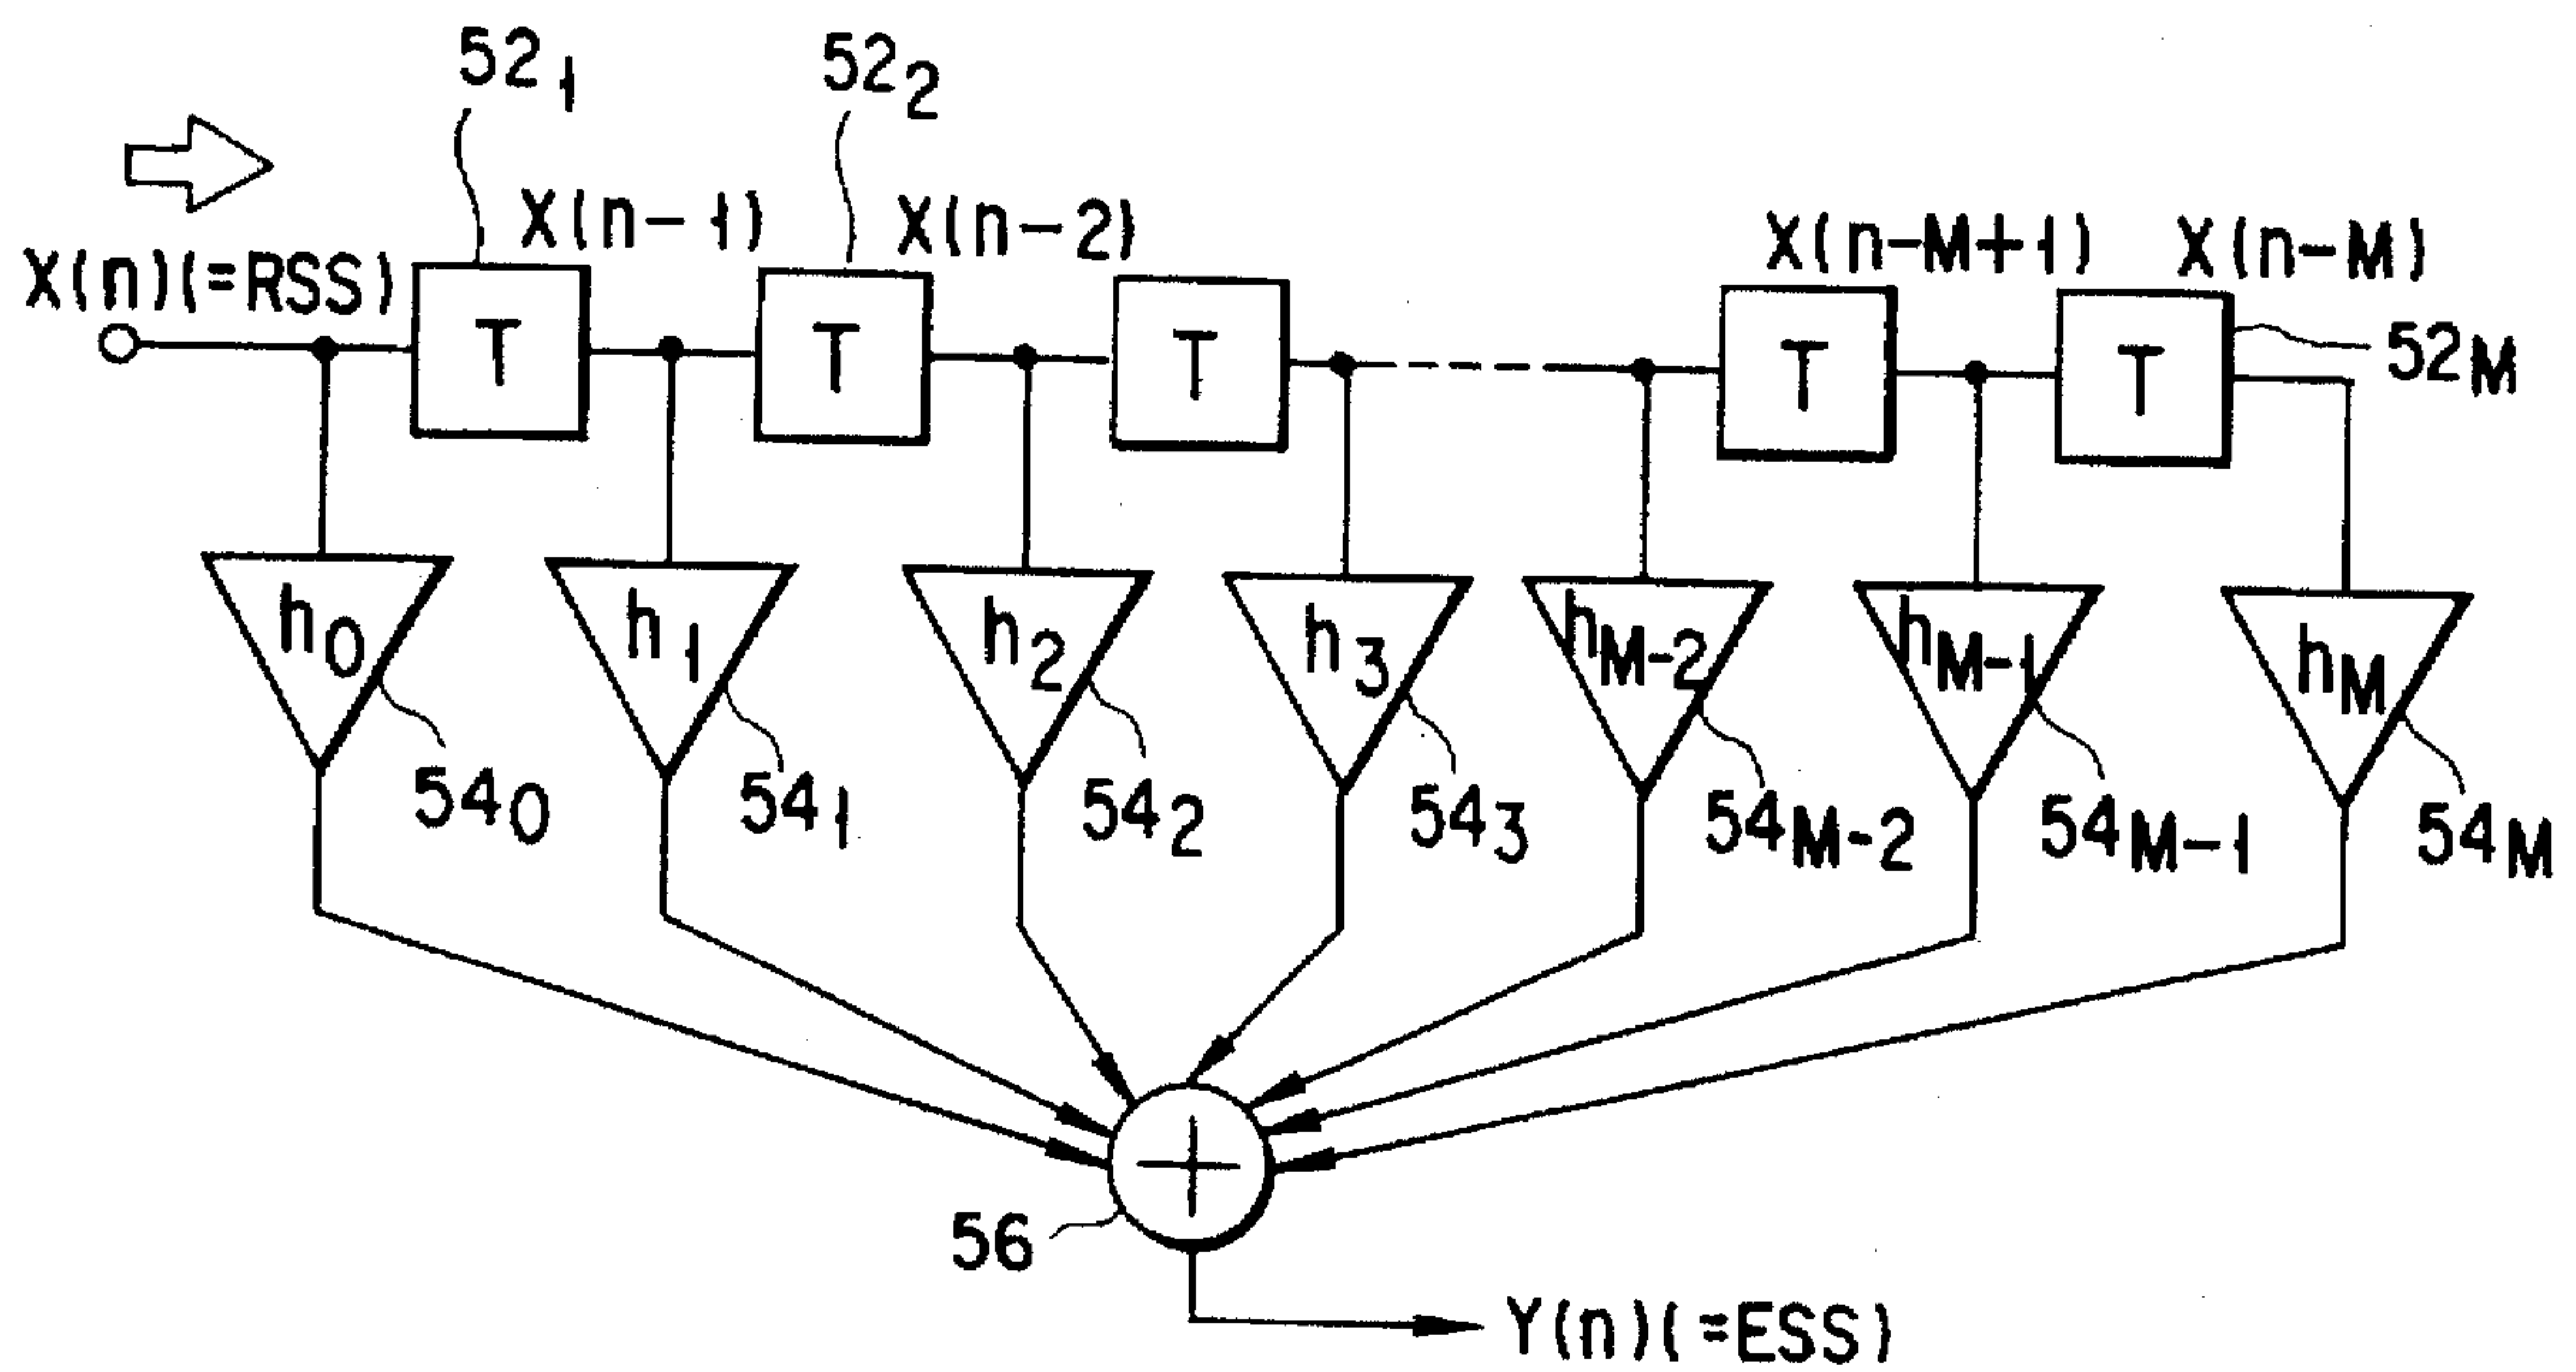 52₁ 52₂
X(n)(=RSS) X(n-1) X(n-2) X(n-M+1) X(n-M)
T T T T T 52M
h₀ h₁ h₂ h₃ hM-2 hM-1 hM
54₀ 54₁ 54₂ 54₃ 54M-2 54M-1 54M
+
56
Y(n)(=ESS)